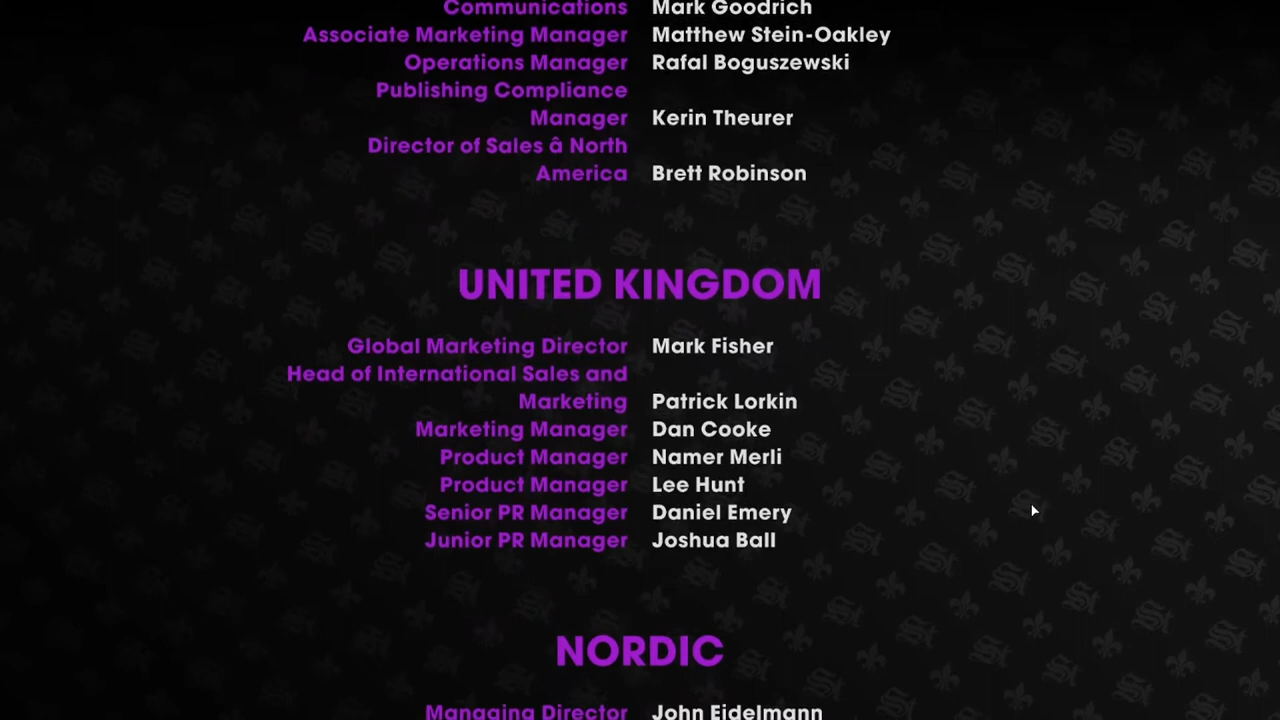 Communications Mark Goodrich
Associate Marketing Manager Matthew Stein-Oakley
Operations Manager Rafal Boguszewski
Publishing Compliance
Manager Kerin Theurer
Director of Sales â North
America Brett Robinson
UNITED KINGDOM
Global Marketing Director Mark Fisher
Head of International Sales and
Marketing Patrick Lorkin
Marketing Manager Dan Cooke
Product Manager Namer Merli
Product Manager Lee Hunt
Senior PR Manager Daniel Emery
Junior PR Manager Joshua Ball
NORDIC
Managing Director John Eidelmann